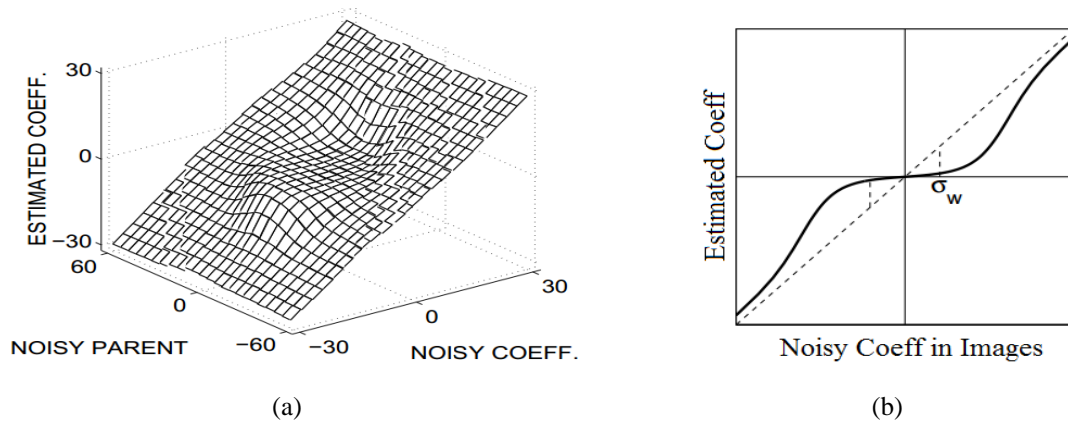 ESTIMATED COEFF.
30
0
−30
60
0
−60
NOISY PARENT
−30
0
30
NOISY COEFF.
(a)
Estimated Coeff
σw
Noisy Coeff in Images
(b)